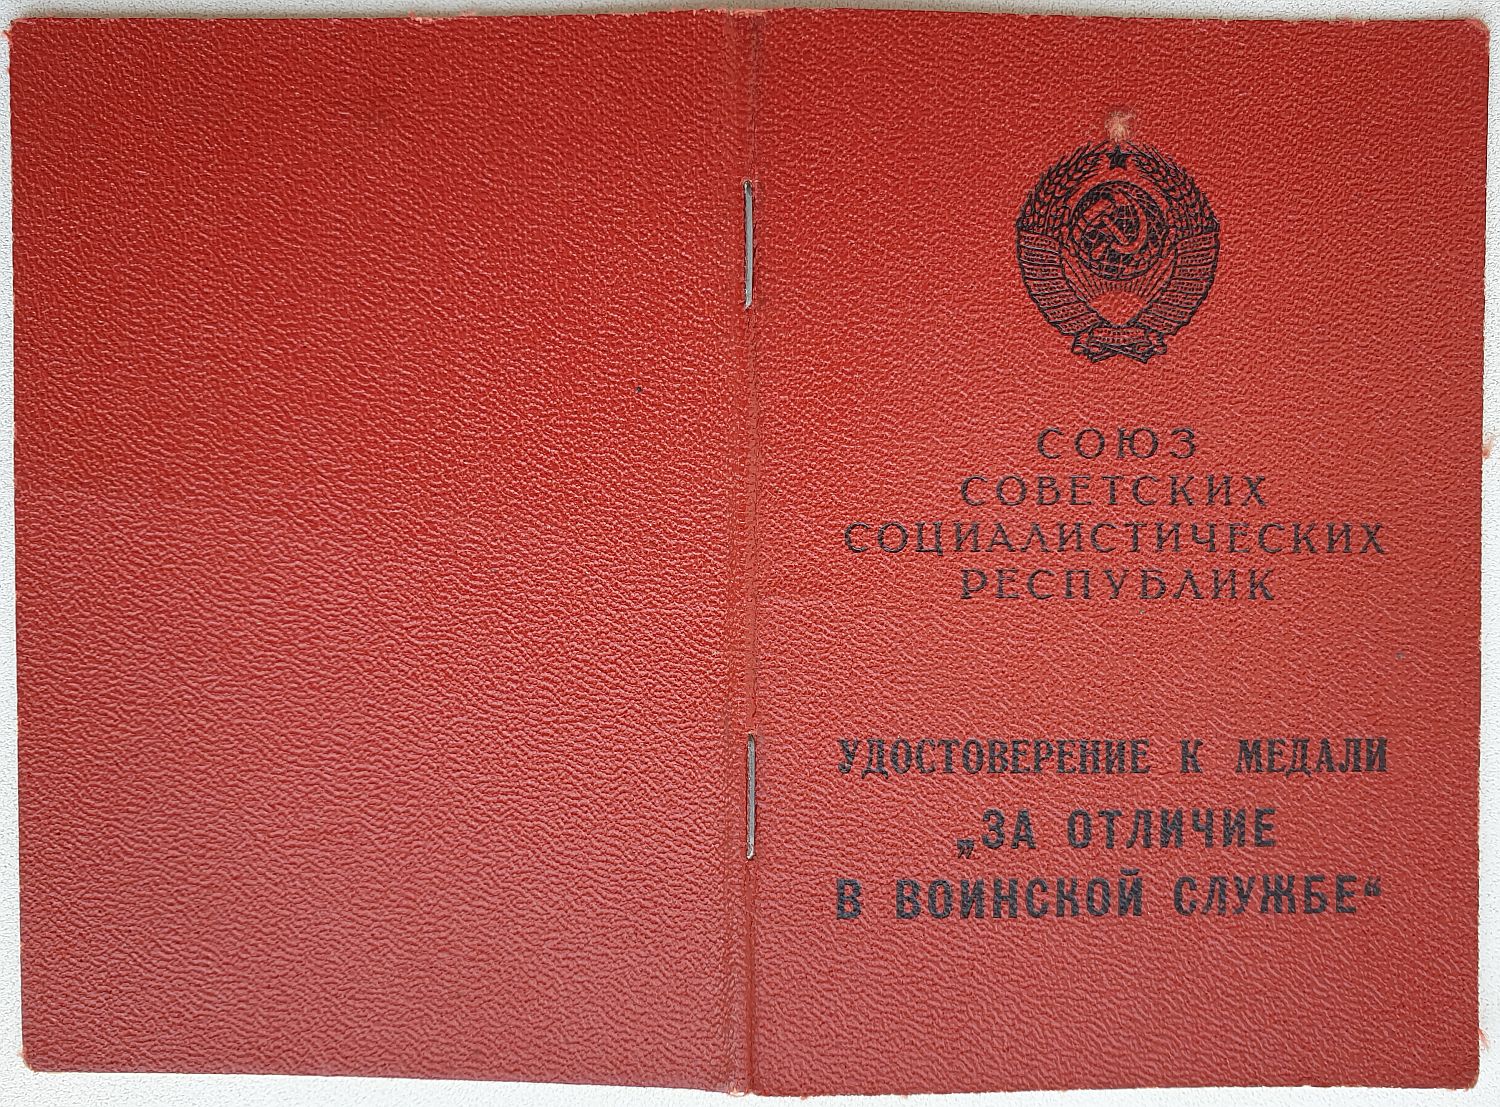 СОЮЗ
СОВЕТСКИХ
СОЦИАЛИСТИЧЕСКИХ
РЕСПУБЛИК
УДОСТОВЕРЕНИЕ К МЕДАЛИ
„ЗА ОТЛИЧИЕ
В ВОИНСКОЙ СЛУЖБЕ“